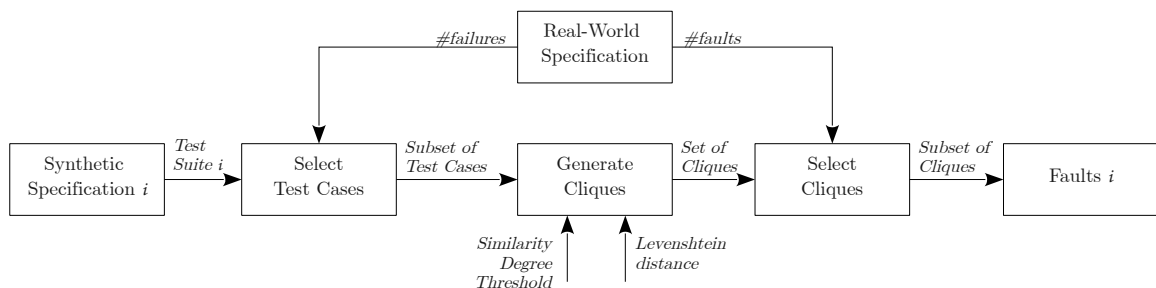 Real-World
Specification
#failures
#faults
Synthetic
Specification i
Test
Suite i
Select
Test Cases
Subset of
Test Cases
Generate
Cliques
Set of
Cliques
Select
Cliques
Subset of
Cliques
Faults i
Similarity
Degree
Threshold
Levenshtein
distance